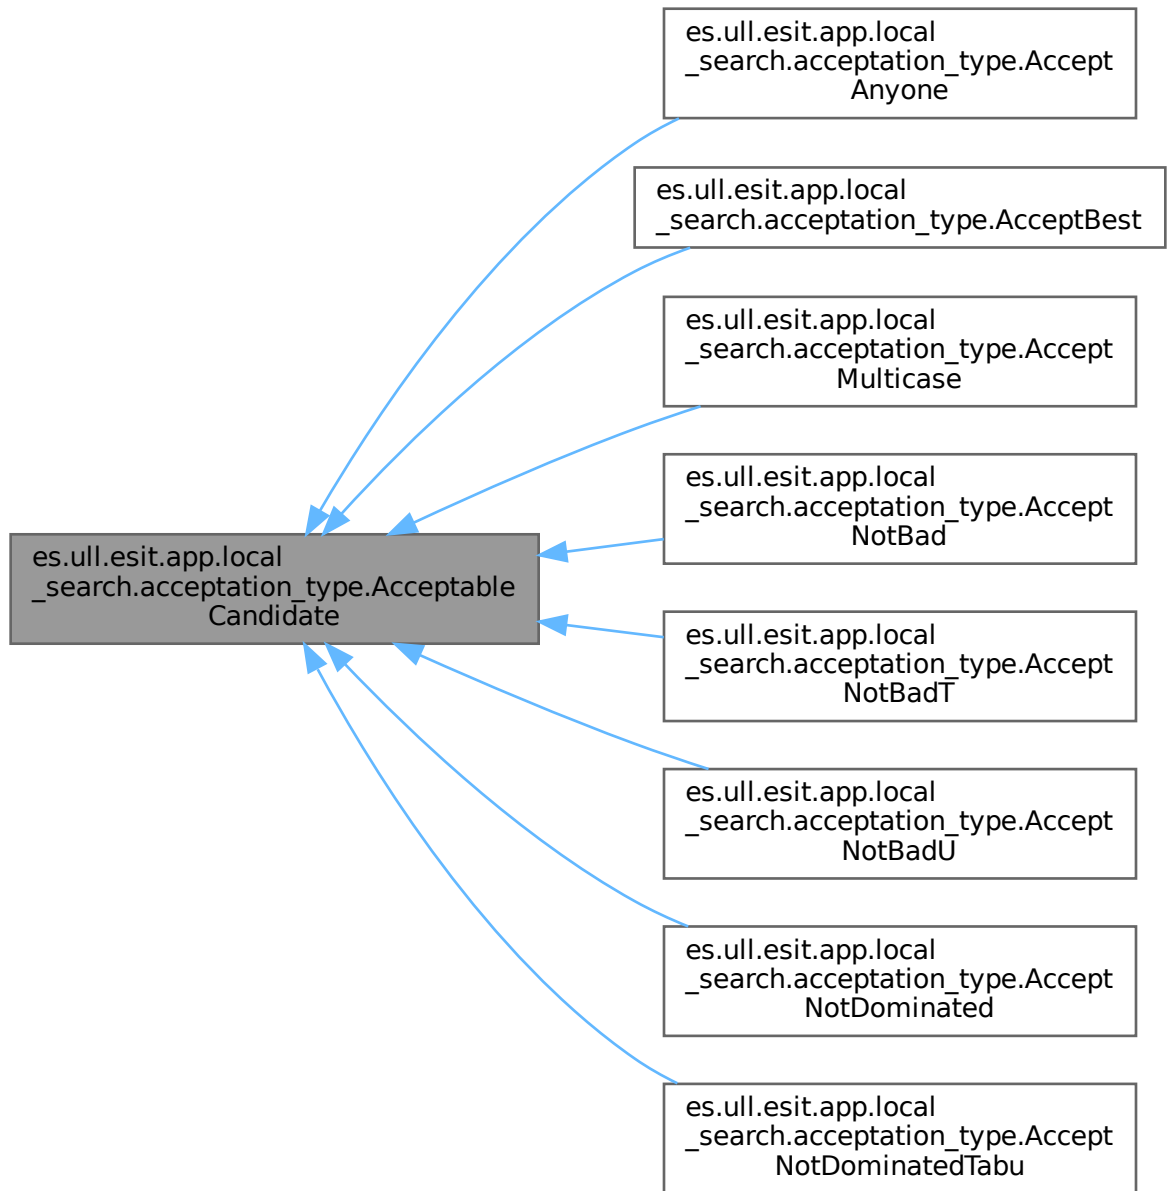 es.ull.esit.app.local
_search.acceptation_type.Accept
Anyone
es.ull.esit.app.local
_search.acceptation_type.AcceptBest
es.ull.esit.app.local
_search.acceptation_type.Accept
Multicase
es.ull.esit.app.local
_search.acceptation_type.Accept
NotBad
es.ull.esit.app.local
_search.acceptation_type.Acceptable
Candidate
es.ull.esit.app.local
_search.acceptation_type.Accept
NotBadT
es.ull.esit.app.local
_search.acceptation_type.Accept
NotBadU
es.ull.esit.app.local
_search.acceptation_type.Accept
NotDominated
es.ull.esit.app.local
_search.acceptation_type.Accept
NotDominatedTabu